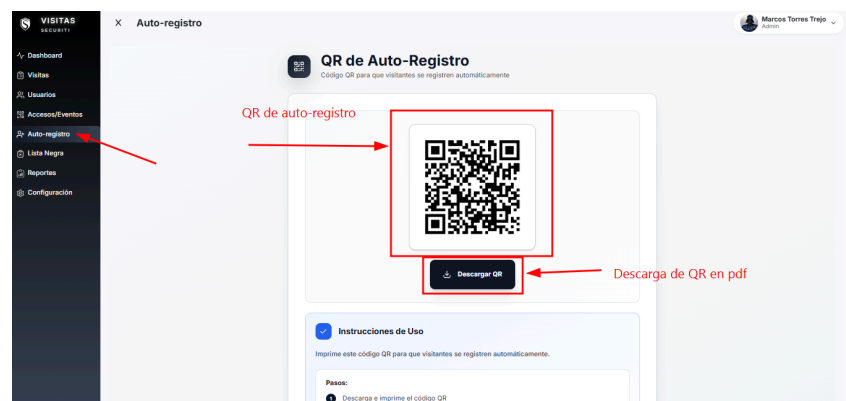 VISITAS
SECURITI
Auto-registro
Marcos Torres Trejo
Admin
Dashboard
Visitas
Usuarios
Accesos/Eventos
Auto-registro
Lista Negra
Reportes
Configuración
QR de Auto-Registro
Código QR para que visitantes se registren automáticamente
QR de auto-registro
Descargar QR
Descarga de QR en pdf
Instrucciones de Uso
Imprime este código QR para que visitantes se registren automáticamente.
Pasos:
1 Descarga e imprime el código QR